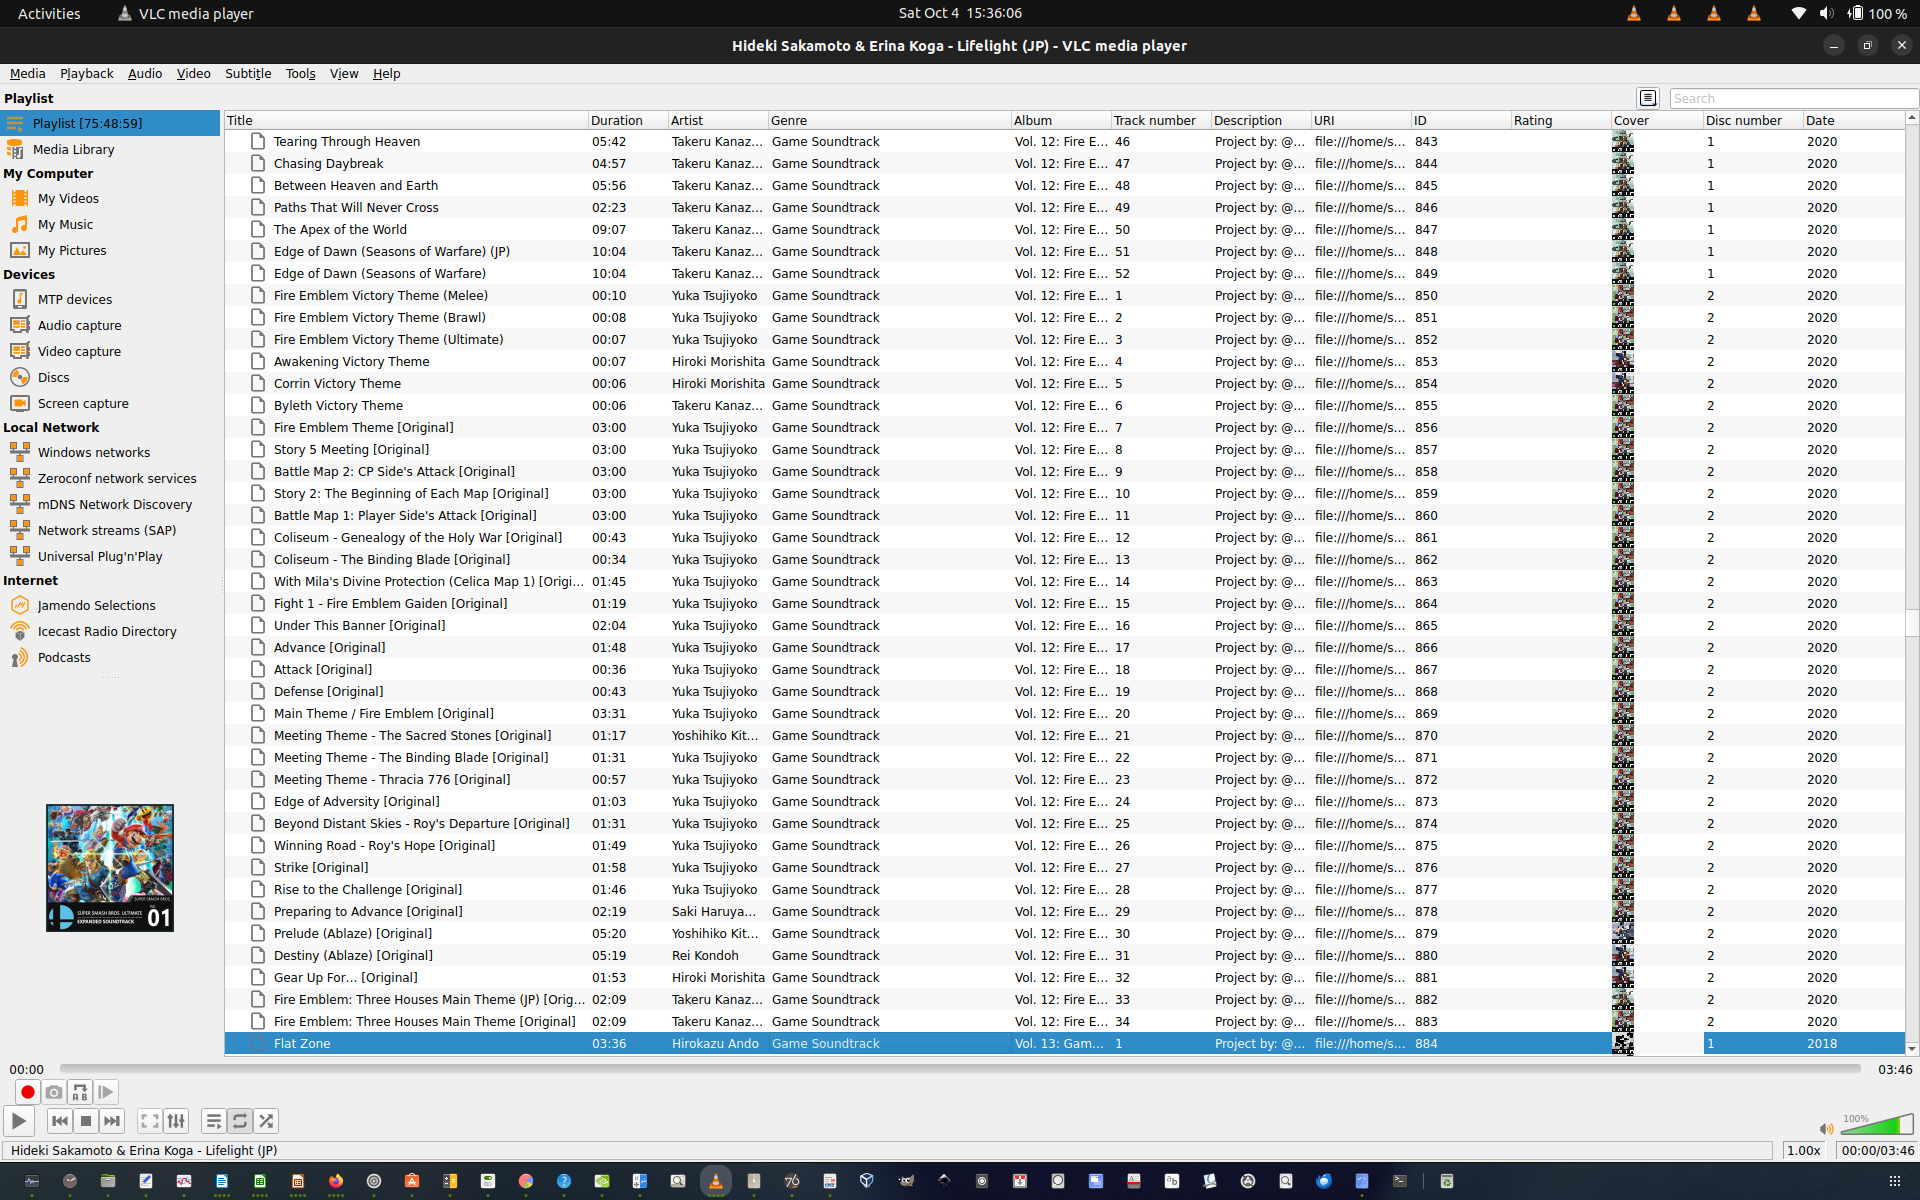 Activities VLC media player Sat Oct 4 15:36:06 100 %
Hideki Sakamoto & Erina Koga - Lifelight (JP) - VLC media player
Media Playback Audio Video Subtitle Tools View Help
Playlist
Search
Playlist [75:48:59]
Media Library
My Computer
My Videos
My Music
My Pictures
Devices
MTP devices
Audio capture
Video capture
Discs
Screen capture
Local Network
Windows networks
Zeroconf network services
mDNS Network Discovery
Network streams (SAP)
Universal Plug'n'Play
Internet
Jamendo Selections
Icecast Radio Directory
Podcasts
SUPER SMASH BROS. ULTIMATE
EXPANDED SOUNDTRACK
01
Title Duration Artist Genre Album Track number Description URI ID Rating Cover Disc number Date
Tearing Through Heaven 05:42 Takeru Kanaz... Game Soundtrack Vol. 12: Fire E... 46 Project by: @... file:///home/s... 843 1 2020
Chasing Daybreak 04:57 Takeru Kanaz... Game Soundtrack Vol. 12: Fire E... 47 Project by: @... file:///home/s... 844 1 2020
Between Heaven and Earth 05:56 Takeru Kanaz... Game Soundtrack Vol. 12: Fire E... 48 Project by: @... file:///home/s... 845 1 2020
Paths That Will Never Cross 02:23 Takeru Kanaz... Game Soundtrack Vol. 12: Fire E... 49 Project by: @... file:///home/s... 846 1 2020
The Apex of the World 09:07 Takeru Kanaz... Game Soundtrack Vol. 12: Fire E... 50 Project by: @... file:///home/s... 847 1 2020
Edge of Dawn (Seasons of Warfare) (JP) 10:04 Takeru Kanaz... Game Soundtrack Vol. 12: Fire E... 51 Project by: @... file:///home/s... 848 1 2020
Edge of Dawn (Seasons of Warfare) 10:04 Takeru Kanaz... Game Soundtrack Vol. 12: Fire E... 52 Project by: @... file:///home/s... 849 1 2020
Fire Emblem Victory Theme (Melee) 00:10 Yuka Tsujiyoko Game Soundtrack Vol. 12: Fire E... 1 Project by: @... file:///home/s... 850 2 2020
Fire Emblem Victory Theme (Brawl) 00:08 Yuka Tsujiyoko Game Soundtrack Vol. 12: Fire E... 2 Project by: @... file:///home/s... 851 2 2020
Fire Emblem Victory Theme (Ultimate) 00:07 Yuka Tsujiyoko Game Soundtrack Vol. 12: Fire E... 3 Project by: @... file:///home/s... 852 2 2020
Awakening Victory Theme 00:07 Hiroki Morishita Game Soundtrack Vol. 12: Fire E... 4 Project by: @... file:///home/s... 853 2 2020
Corrin Victory Theme 00:06 Hiroki Morishita Game Soundtrack Vol. 12: Fire E... 5 Project by: @... file:///home/s... 854 2 2020
Byleth Victory Theme 00:06 Takeru Kanaz... Game Soundtrack Vol. 12: Fire E... 6 Project by: @... file:///home/s... 855 2 2020
Fire Emblem Theme [Original] 03:00 Yuka Tsujiyoko Game Soundtrack Vol. 12: Fire E... 7 Project by: @... file:///home/s... 856 2 2020
Story 5 Meeting [Original] 03:00 Yuka Tsujiyoko Game Soundtrack Vol. 12: Fire E... 8 Project by: @... file:///home/s... 857 2 2020
Battle Map 2: CP Side's Attack [Original] 03:00 Yuka Tsujiyoko Game Soundtrack Vol. 12: Fire E... 9 Project by: @... file:///home/s... 858 2 2020
Story 2: The Beginning of Each Map [Original] 03:00 Yuka Tsujiyoko Game Soundtrack Vol. 12: Fire E... 10 Project by: @... file:///home/s... 859 2 2020
Battle Map 1: Player Side's Attack [Original] 03:00 Yuka Tsujiyoko Game Soundtrack Vol. 12: Fire E... 11 Project by: @... file:///home/s... 860 2 2020
Coliseum - Genealogy of the Holy War [Original] 00:43 Yuka Tsujiyoko Game Soundtrack Vol. 12: Fire E... 12 Project by: @... file:///home/s... 861 2 2020
Coliseum - The Binding Blade [Original] 00:34 Yuka Tsujiyoko Game Soundtrack Vol. 12: Fire E... 13 Project by: @... file:///home/s... 862 2 2020
With Mila's Divine Protection (Celica Map 1) [Origi... 01:45 Yuka Tsujiyoko Game Soundtrack Vol. 12: Fire E... 14 Project by: @... file:///home/s... 863 2 2020
Fight 1 - Fire Emblem Gaiden [Original] 01:19 Yuka Tsujiyoko Game Soundtrack Vol. 12: Fire E... 15 Project by: @... file:///home/s... 864 2 2020
Under This Banner [Original] 02:04 Yuka Tsujiyoko Game Soundtrack Vol. 12: Fire E... 16 Project by: @... file:///home/s... 865 2 2020
Advance [Original] 01:48 Yuka Tsujiyoko Game Soundtrack Vol. 12: Fire E... 17 Project by: @... file:///home/s... 866 2 2020
Attack [Original] 00:36 Yuka Tsujiyoko Game Soundtrack Vol. 12: Fire E... 18 Project by: @... file:///home/s... 867 2 2020
Defense [Original] 00:43 Yuka Tsujiyoko Game Soundtrack Vol. 12: Fire E... 19 Project by: @... file:///home/s... 868 2 2020
Main Theme / Fire Emblem [Original] 03:31 Yuka Tsujiyoko Game Soundtrack Vol. 12: Fire E... 20 Project by: @... file:///home/s... 869 2 2020
Meeting Theme - The Sacred Stones [Original] 01:17 Yoshihiko Kit... Game Soundtrack Vol. 12: Fire E... 21 Project by: @... file:///home/s... 870 2 2020
Meeting Theme - The Binding Blade [Original] 01:31 Yuka Tsujiyoko Game Soundtrack Vol. 12: Fire E... 22 Project by: @... file:///home/s... 871 2 2020
Meeting Theme - Thracia 776 [Original] 00:57 Yuka Tsujiyoko Game Soundtrack Vol. 12: Fire E... 23 Project by: @... file:///home/s... 872 2 2020
Edge of Adversity [Original] 01:03 Yuka Tsujiyoko Game Soundtrack Vol. 12: Fire E... 24 Project by: @... file:///home/s... 873 2 2020
Beyond Distant Skies - Roy's Departure [Original] 01:31 Yuka Tsujiyoko Game Soundtrack Vol. 12: Fire E... 25 Project by: @... file:///home/s... 874 2 2020
Winning Road - Roy's Hope [Original] 01:49 Yuka Tsujiyoko Game Soundtrack Vol. 12: Fire E... 26 Project by: @... file:///home/s... 875 2 2020
Strike [Original] 01:58 Yuka Tsujiyoko Game Soundtrack Vol. 12: Fire E... 27 Project by: @... file:///home/s... 876 2 2020
Rise to the Challenge [Original] 01:46 Yuka Tsujiyoko Game Soundtrack Vol. 12: Fire E... 28 Project by: @... file:///home/s... 877 2 2020
Preparing to Advance [Original] 02:19 Saki Haruya... Game Soundtrack Vol. 12: Fire E... 29 Project by: @... file:///home/s... 878 2 2020
Prelude (Ablaze) [Original] 05:20 Yoshihiko Kit... Game Soundtrack Vol. 12: Fire E... 30 Project by: @... file:///home/s... 879 2 2020
Destiny (Ablaze) [Original] 05:19 Rei Kondoh Game Soundtrack Vol. 12: Fire E... 31 Project by: @... file:///home/s... 880 2 2020
Gear Up For... [Original] 01:53 Hiroki Morishita Game Soundtrack Vol. 12: Fire E... 32 Project by: @... file:///home/s... 881 2 2020
Fire Emblem: Three Houses Main Theme (JP) [Orig... 02:09 Takeru Kanaz... Game Soundtrack Vol. 12: Fire E... 33 Project by: @... file:///home/s... 882 2 2020
Fire Emblem: Three Houses Main Theme [Original] 02:09 Takeru Kanaz... Game Soundtrack Vol. 12: Fire E... 34 Project by: @... file:///home/s... 883 2 2020
Flat Zone 03:36 Hirokazu Ando Game Soundtrack Vol. 13: Gam... 1 Project by: @... file:///home/s... 884 1 2018
00:00 03:46
100%
Hideki Sakamoto & Erina Koga - Lifelight (JP) 1.00x 00:00/03:46